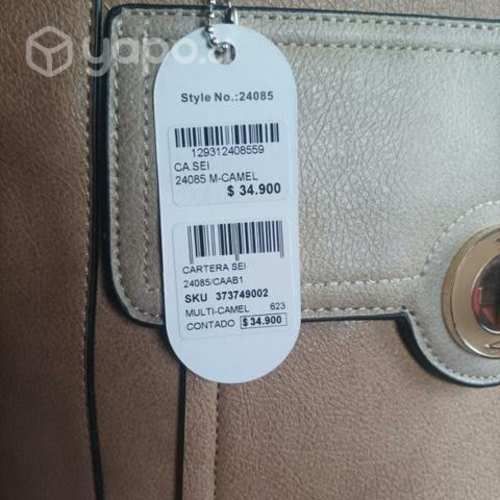 yapo.cl
Style No.:24085
129312408559
CA.SEI
24085 M-CAMEL
$ 34.900
CARTERA SEI
24085/CAAB1
SKU 373749002
MULTI-CAMEL 623
CONTADO $34.900